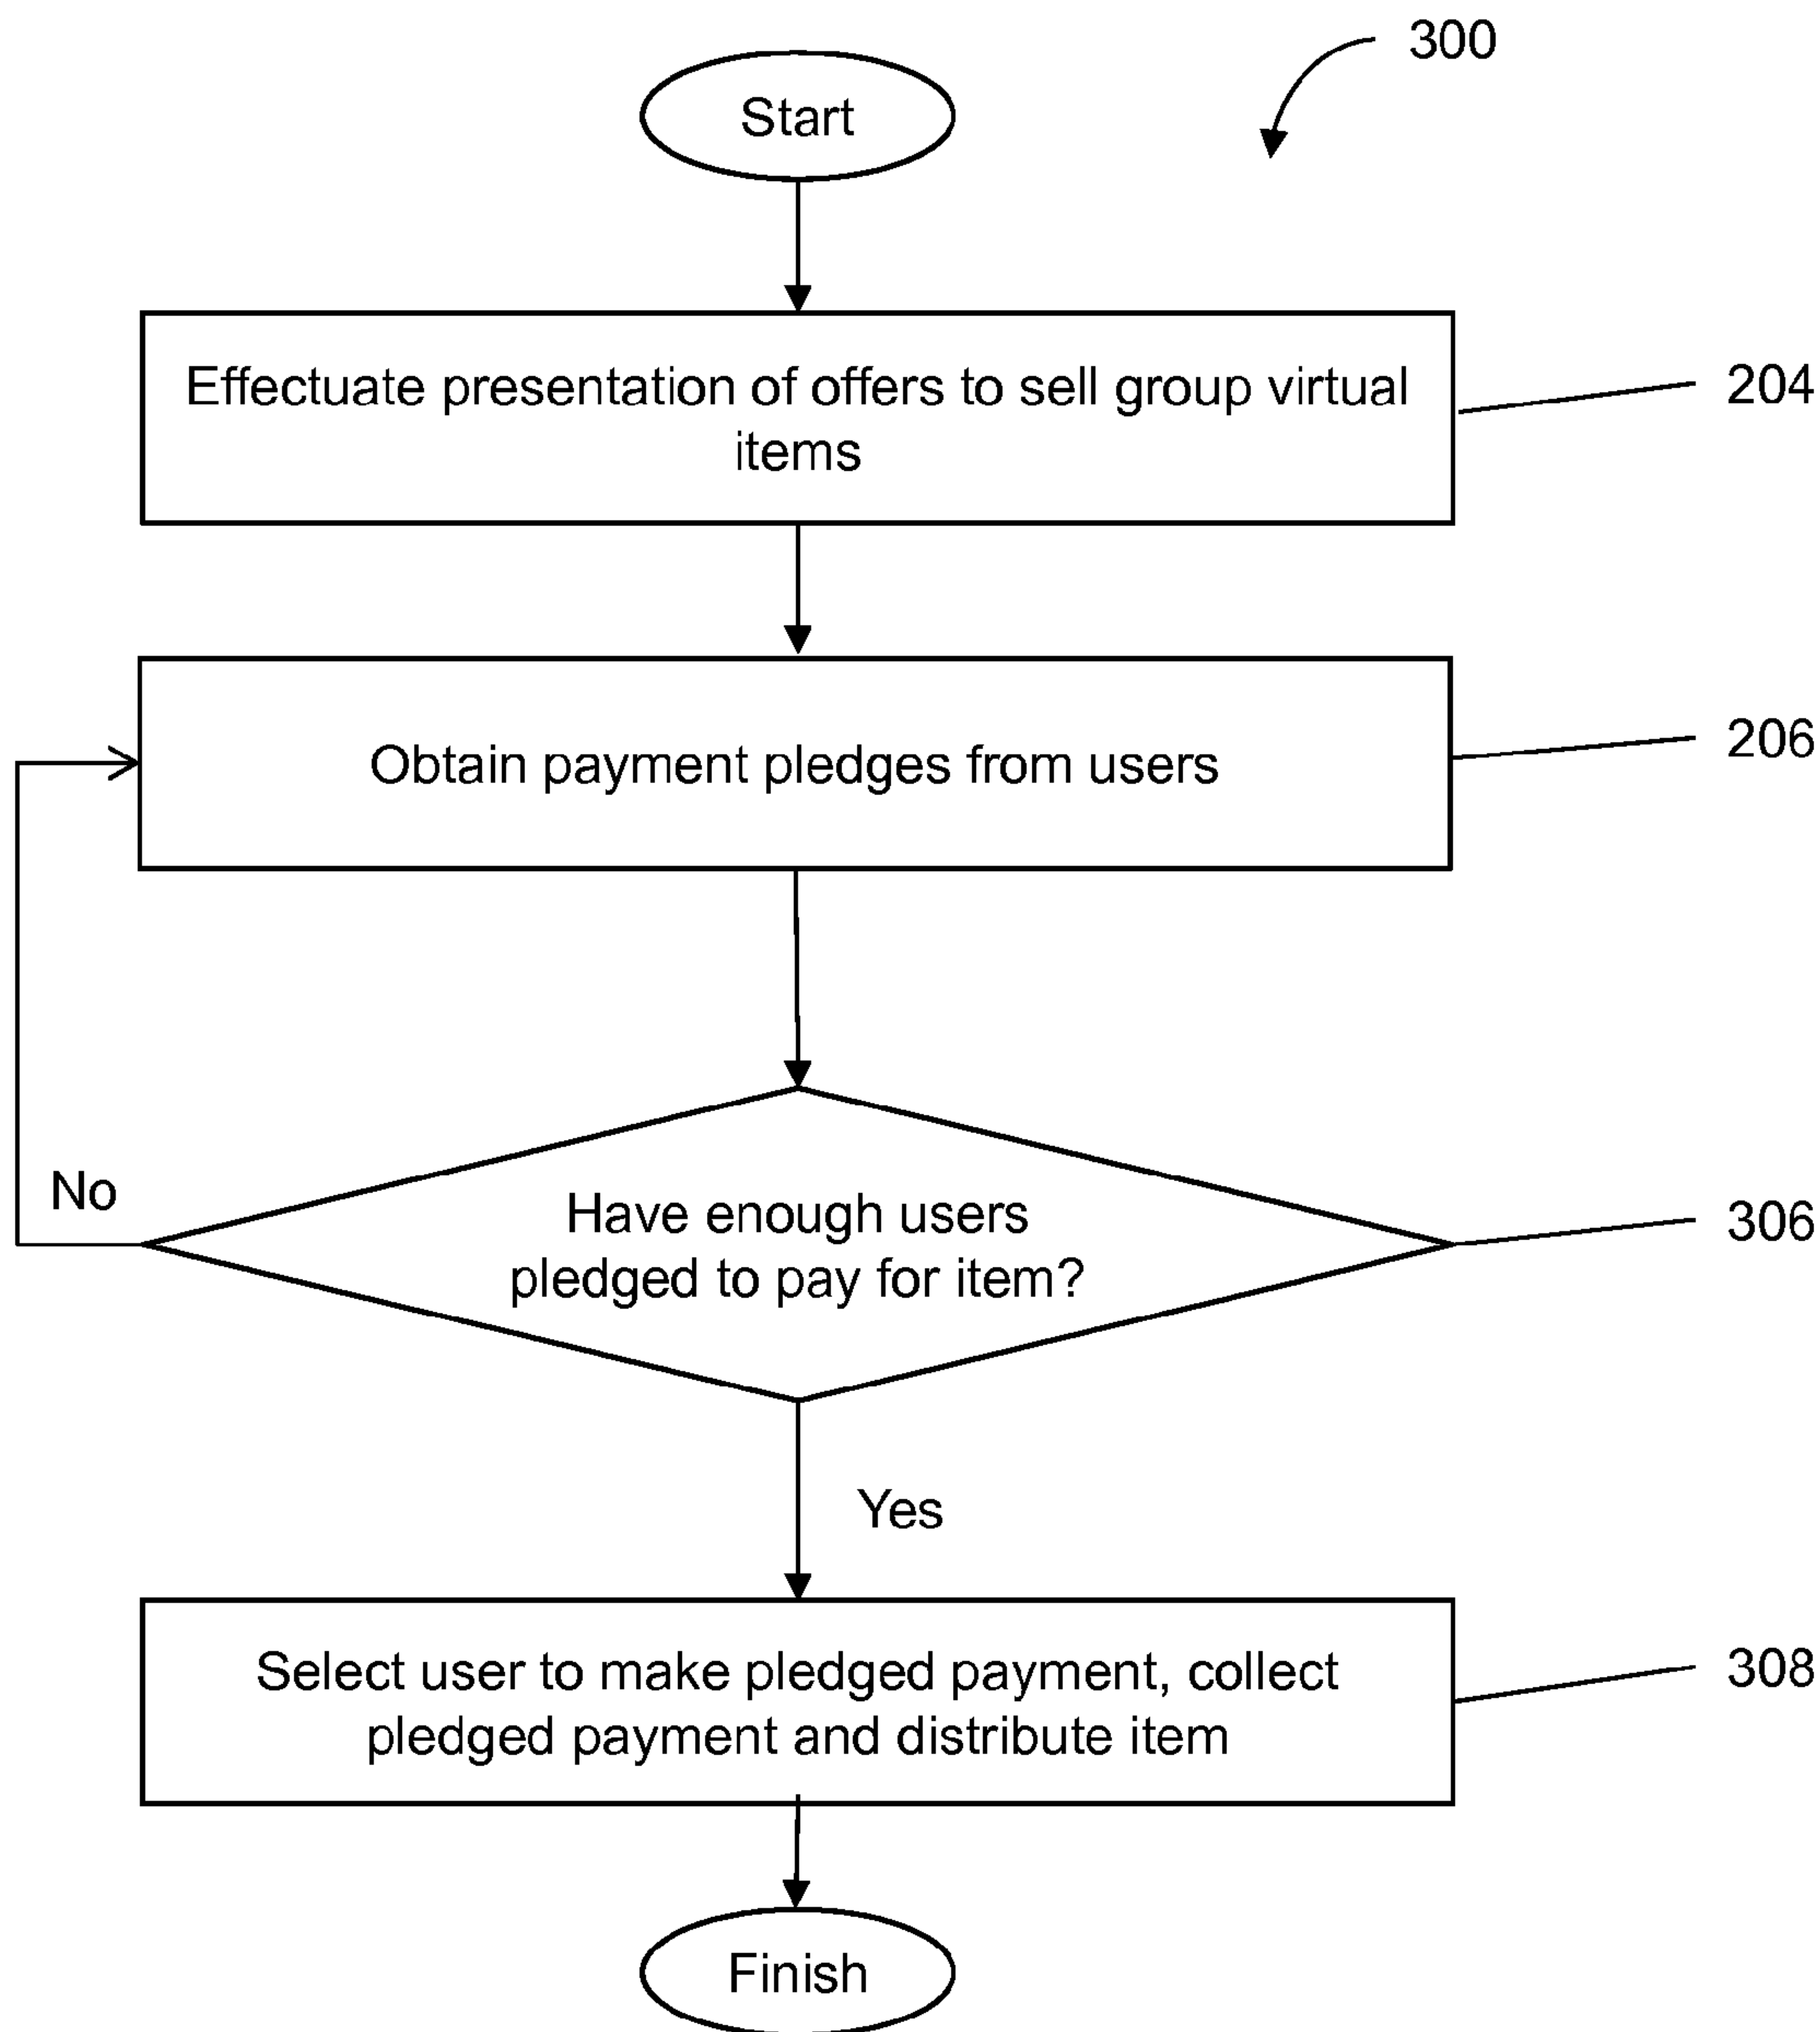 300
Start
Effectuate presentation of offers to sell group virtual
items
204
Obtain payment pledges from users
206
No
Have enough users
pledged to pay for item?
306
Yes
Select user to make pledged payment, collect
pledged payment and distribute item
308
Finish